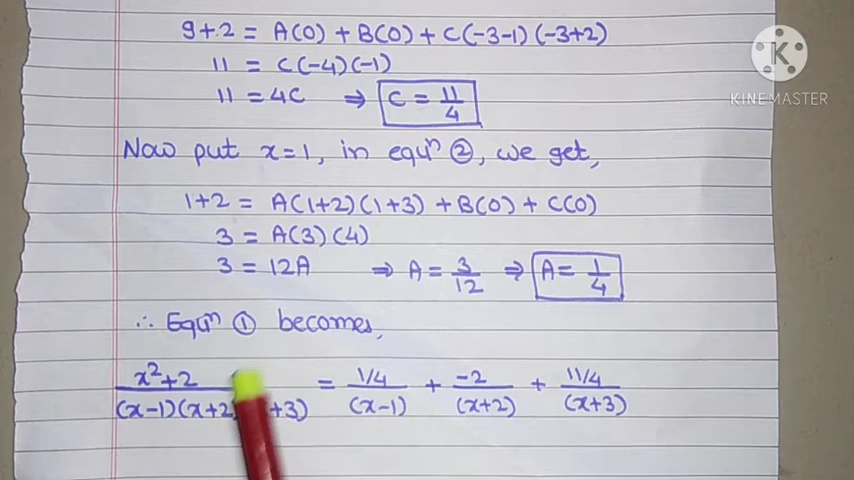 9+2 = A(0) + B(0) + C(-3-1)(-3+2)
11 = C(-4)(-1)
11 = 4C ⇒ C = 11/4
Now put x=1, in equⁿ ②, we get,
1+2 = A(1+2)(1+3) + B(0) + C(0)
3 = A(3)(4)
3 = 12A ⇒ A = 3/12 ⇒ A = 1/4
∴ Equⁿ ① becomes,
x²+2/(x-1)(x+2) +3) = 1/4/(x-1) + -2/(x+2) + 11/4/(x+3)
K
KINEMASTER